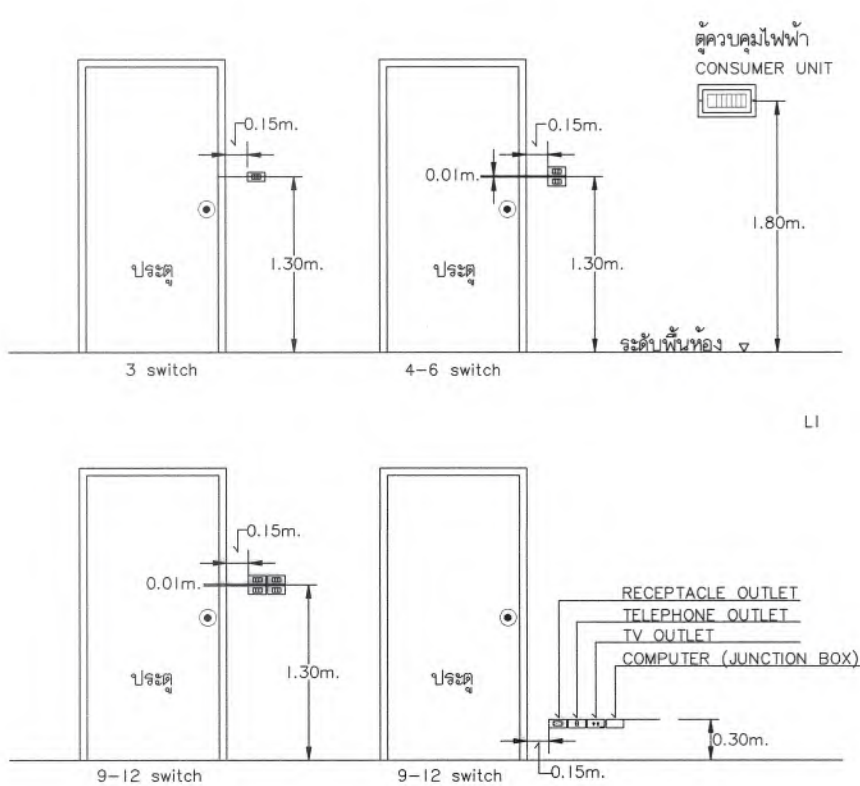 ตู้ควบคุมไฟฟ้า
CONSUMER UNIT
0.15m.
0.15m.
0.01m.
1.80m.
ประตู
1.30m.
ประตู
1.30m.
ระดับพื้นห้อง
3 switch
4-6 switch
LI
0.15m.
0.01m.
RECEPTACLE OUTLET
TELEPHONE OUTLET
TV OUTLET
COMPUTER (JUNCTION BOX)
ประตู
1.30m.
ประตู
0.30m.
9-12 switch
9-12 switch
0.15m.